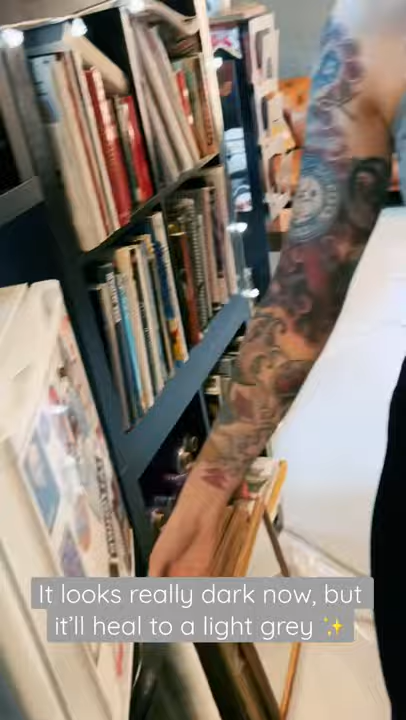 It looks really dark now, but
it'll heal to a light grey ✨